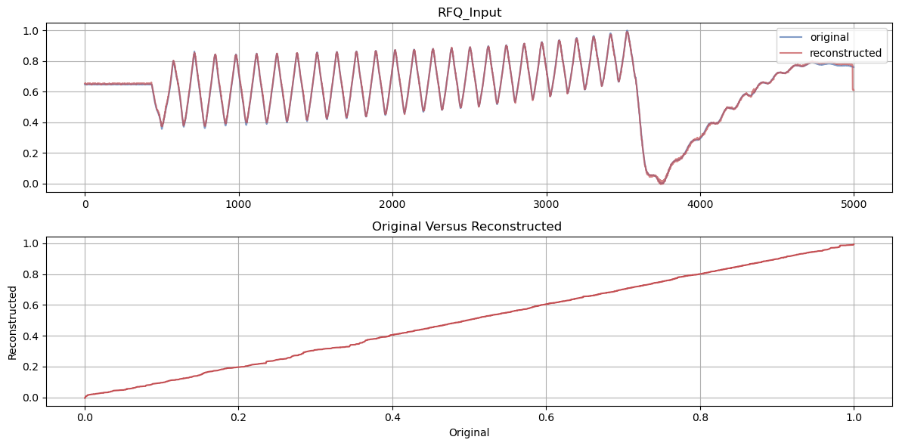 RFQ_Input
original
reconstructed
1.0
0.8
0.6
0.4
0.2
0.0
0 1000 2000 3000 4000 5000
Original Versus Reconstructed
Reconstructed
1.0
0.8
0.6
0.4
0.2
0.0
0.0 0.2 0.4 0.6 0.8 1.0
Original